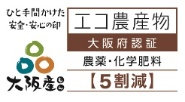 ひと手間かけた
安全・安心の印
大阪産
エコ農産物
大阪府認証
農薬・化学肥料
【5割減】